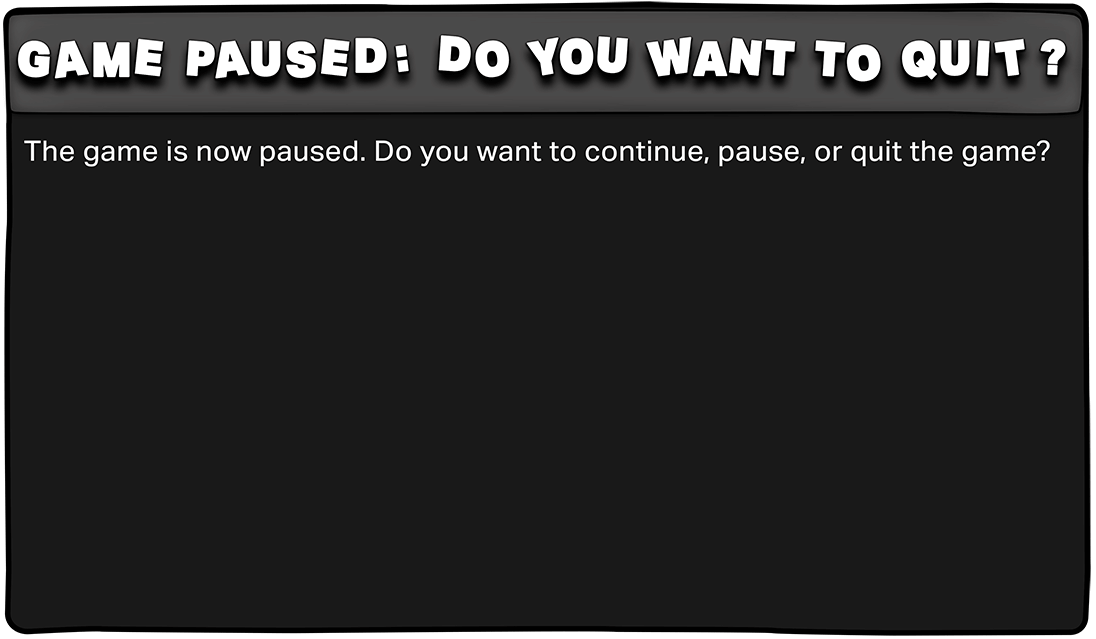 GAME PAUSED: DO YOU WANT TO QUIT ?
The game is now paused. Do you want to continue, pause, or quit the game?